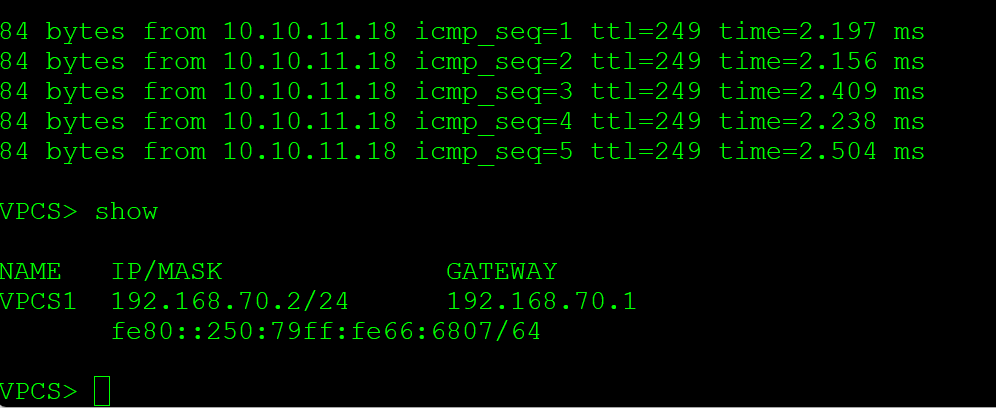 84 bytes from 10.10.11.18 icmp_seq=1 ttl=249 time=2.197 ms
84 bytes from 10.10.11.18 icmp_seq=2 ttl=249 time=2.156 ms
84 bytes from 10.10.11.18 icmp_seq=3 ttl=249 time=2.409 ms
84 bytes from 10.10.11.18 icmp_seq=4 ttl=249 time=2.238 ms
84 bytes from 10.10.11.18 icmp_seq=5 ttl=249 time=2.504 ms
VPCS> show
NAME   IP/MASK              GATEWAY
VPCS1  192.168.70.2/24      192.168.70.1
       fe80::250:79ff:fe66:6807/64
VPCS>